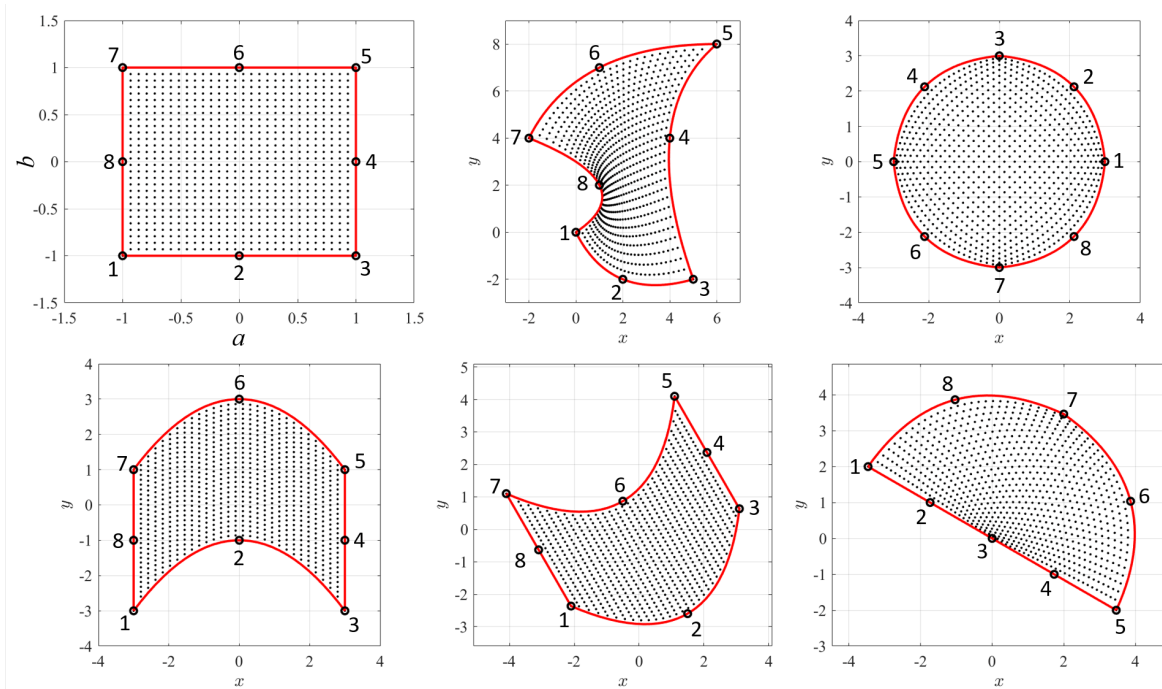 1.5
7 6 5
1
0.5
b 0 8 4
-0.5
-1
1 2 3
-1.5
-1.5 -1 -0.5 0 0.5 1 1.5
a
8 5
6
6
y 4 7 4
2 8
0 1
-2 2 3
-2 0 2 4 6
x
4
3 3
2 4 2
1
y 0 5 1
-1
-2 6 8
-3 7
-4
-4 -2 0 2 4
x
4
3 6
2
1 7 5
y 0
-1 8 2 4
-2
-3 1 3
-4
-4 -2 0 2 4
x
5
4 5
3
2 4
1 7 6
y 0 3
-1 8
-2 1
-3 2
-4 -2 0 2 4
x
4 8
3 7
2 1
1 2 6
y 0 3
-1 4
-2 5
-3
-4 -2 0 2 4
x